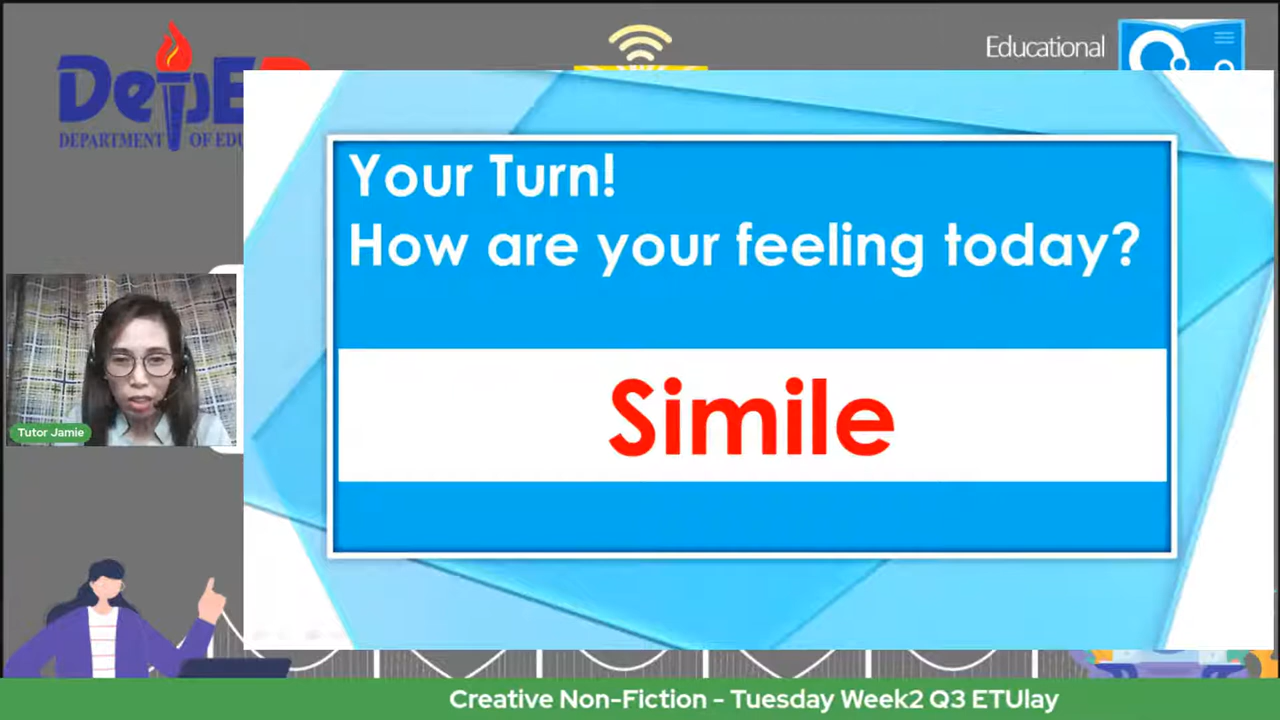 DepE
DEPARTMENT OF EDU
Educational
Your Turn!
How are your feeling today?
Simile
Tutor Jamie
Creative Non-Fiction - Tuesday Week2 Q3 ETUlay